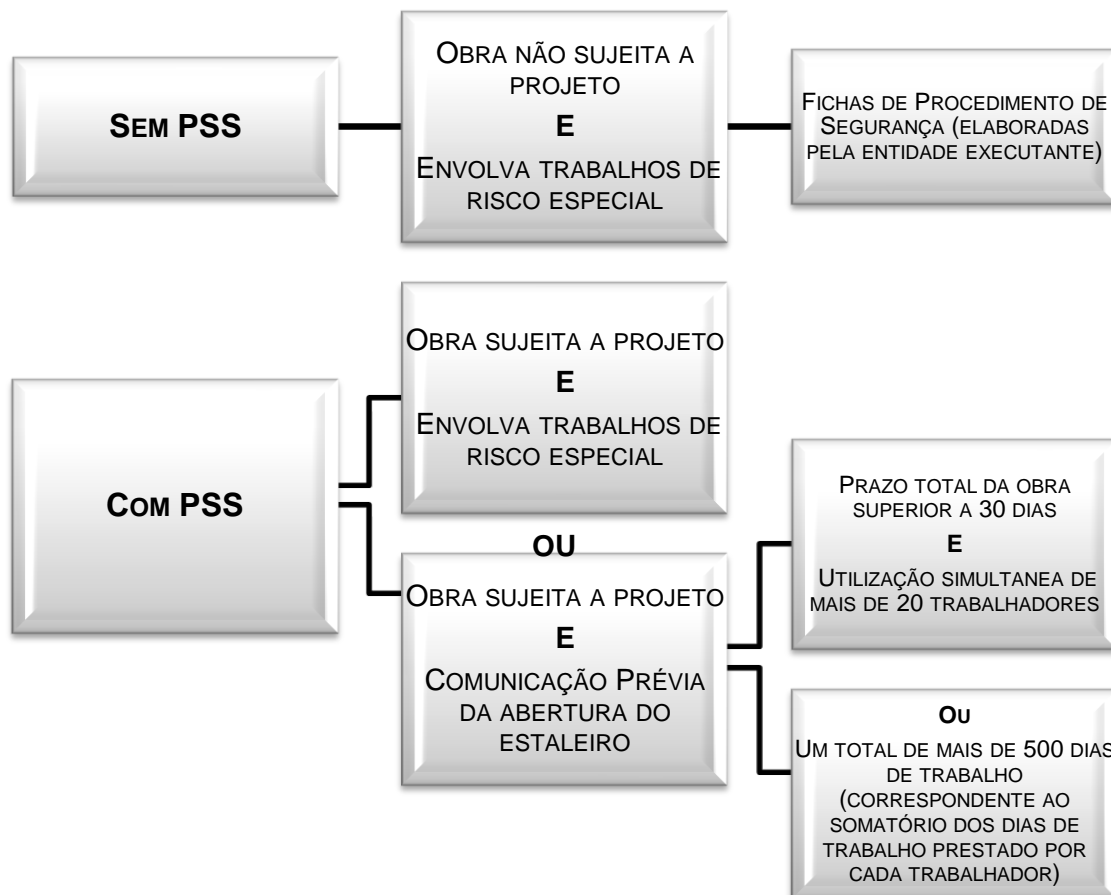 SEM PSS
OBRA NÃO SUJEITA A
PROJETO
E
ENVOLVA TRABALHOS DE
RISCO ESPECIAL
FICHAS DE PROCEDIMENTO DE
SEGURANÇA (ELABORADAS
PELA ENTIDADE EXECUTANTE)
COM PSS
OBRA SUJEITA A PROJETO
E
ENVOLVA TRABALHOS DE
RISCO ESPECIAL
OU
OBRA SUJEITA A PROJETO
E
COMUNICAÇÃO PRÉVIA
DA ABERTURA DO
ESTALEIRO
PRAZO TOTAL DA OBRA
SUPERIOR A 30 DIAS
E
UTILIZAÇÃO SIMULTANEA DE
MAIS DE 20 TRABALHADORES
OU
UM TOTAL DE MAIS DE 500 DIAS
DE TRABALHO
(CORRESPONDENTE AO
SOMATÓRIO DOS DIAS DE
TRABALHO PRESTADO POR
CADA TRABALHADOR)